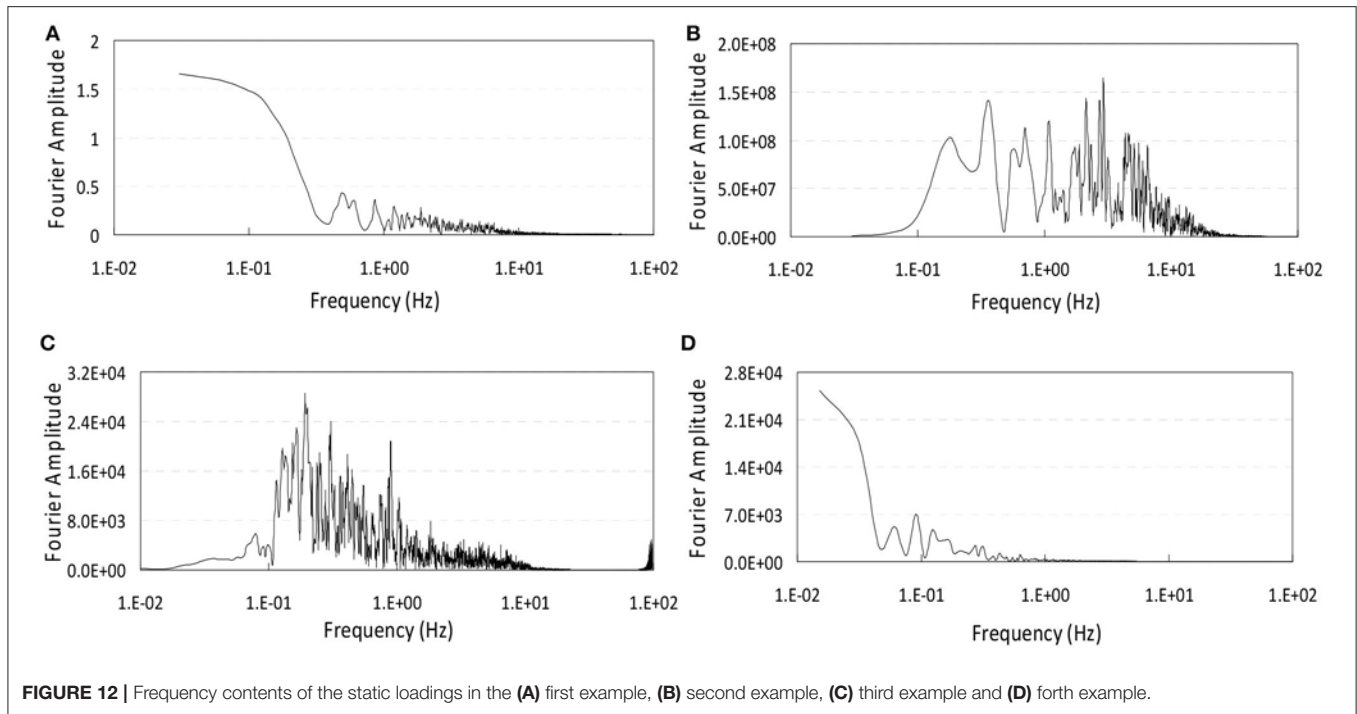 A
2
1.5
1
0.5
0
1.E-02
1.E-01
1.E+00
1.E+01
1.E+02
Fourier Amplitude
Frequency (Hz)
B
2.0E+08
1.5E+08
1.0E+08
5.0E+07
0.0E+00
1.E-02
1.E-01
1.E+00
1.E+01
1.E+02
Fourier Amplitude
Frequency (Hz)
C
3.2E+04
2.4E+04
1.6E+04
8.0E+03
0.0E+00
1.E-02
1.E-01
1.E+00
1.E+01
1.E+02
Fourier Amplitude
Frequency (Hz)
D
2.8E+04
2.1E+04
1.4E+04
7.0E+03
0.0E+00
1.E-02
1.E-01
1.E+00
1.E+01
1.E+02
Fourier Amplitude
Frequency (Hz)
FIGURE 12 | Frequency contents of the static loadings in the (A) first example, (B) second example, (C) third example and (D) forth example.